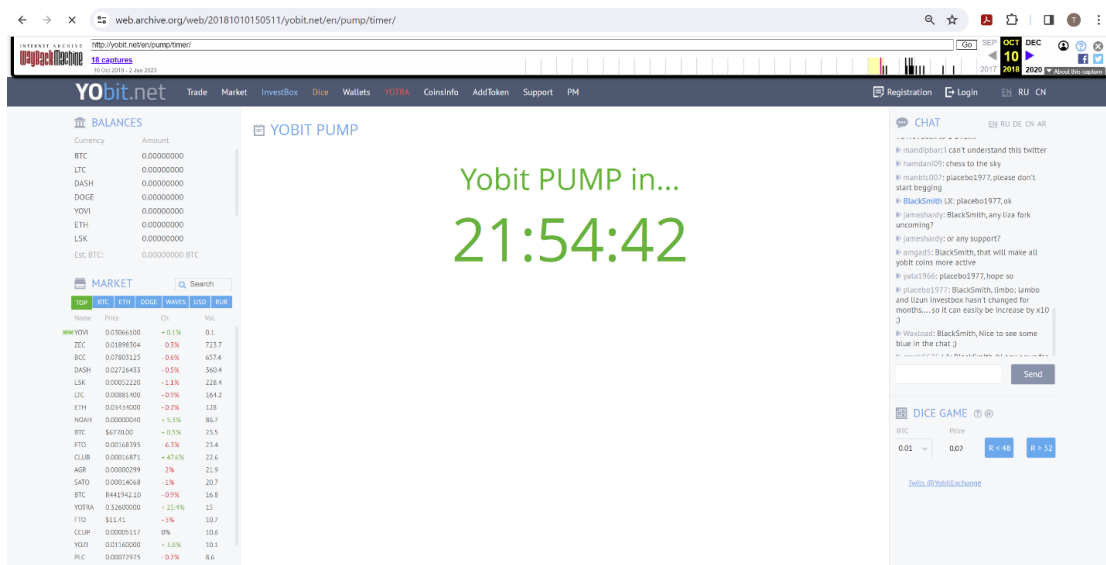 web.archive.org/web/20181010150511/yobit.net/en/pump/timer/
INTERNET ARCHIVE
WayBackMachine
http://yobit.net/en/pump/timer/
Go
SEP OCT DEC
18 captures
10
10 Oct 2018 - 2 Jun 2023
2017 2018 2020
About this capture
YObit.net
Trade Market InvestBox Dice Wallets YOTRA CoinsInfo AddToken Support PM
Registration Login EN RU CN
BALANCES
Currency Amount
BTC 0.00000000
LTC 0.00000000
DASH 0.00000000
DOGE 0.00000000
YOVI 0.00000000
ETH 0.00000000
LSK 0.00000000
Est. BTC: 0.00000000 BTC
MARKET
Search
TOP BTC ETH DOGE WAVES USD RUR
Name Price Ch. Vol.
YOVI 0.03066100 + 0.1% 0.1
ZEC 0.01898304 - 0.3% 723.7
BCC 0.07803125 - 0.6% 657.4
DASH 0.02726433 - 0.5% 360.4
LSK 0.00052220 - 1.1% 228.4
LTC 0.00881400 - 0.9% 164.2
ETH 0.03434000 - 0.2% 128
NOAH 0.00000040 + 5.3% 86.7
BTC $6770.00 + 0.5% 23.5
FTO 0.00168393 - 6.3% 23.4
CLUB 0.00016871 + 47.6% 22.6
AGR 0.00000299 - 2% 21.9
SATO 0.00014068 - 1% 20.7
BTC R441942.10 - 0.9% 16.8
YOTRA 0.32600000 + 25.4% 13
FTO $11.41 - 3% 10.7
CCUP 0.00005117 0% 10.6
YOZI 0.01160000 + 3.6% 10.1
PLC 0.00072925 - 0.2% 8.6
YOBIT PUMP
Yobit PUMP in...
21:54:42
CHAT
EN RU DE CN AR
mandipbar: I can't understand this twitter
hamdani09: chess to the sky
manbtc007: placebo1977, please don't
start begging
BlackSmith LX: placebo1977, ok
jameshardy: BlackSmith, any liza fork
uncoming?
jameshardy: or any support?
amgad5: BlackSmith, that will make all
yobit coins more active
yata1966: placebo1977, hope so
placebo1977: BlackSmith, limbo; lambo
and lizun investbox hasn't changed for
months.... so it can easily be increase by x10
;)
Waxload: BlackSmith, Nice to see some
blue in the chat ;)
Send
DICE GAME
BTC Prize
0.01 0.02 R < 48 R > 52
Twits @YobitExchange